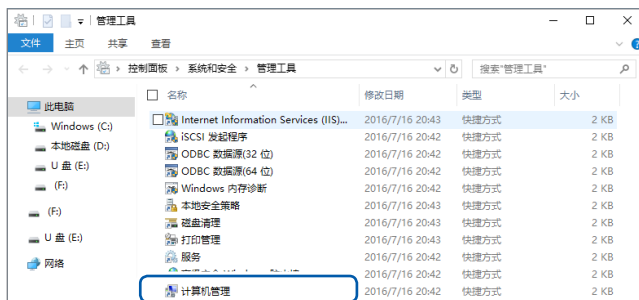 管理工具
文件 主页 共享 查看
控制面板 › 系统和安全 › 管理工具 搜索"管理工具"
名称 修改日期 类型 大小
此电脑
Windows (C:)
本地磁盘 (D:)
U 盘 (E:)
(F:)
(F:)
U 盘 (E:)
网络
Internet Information Services (IIS)... 2016/7/16 20:43 快捷方式 2 KB
iSCSI 发起程序 2016/7/16 20:42 快捷方式 2 KB
ODBC 数据源(32 位) 2016/7/16 20:42 快捷方式 2 KB
ODBC 数据源(64 位) 2016/7/16 20:42 快捷方式 2 KB
Windows 内存诊断 2016/7/16 20:42 快捷方式 2 KB
本地安全策略 2016/7/16 20:43 快捷方式 2 KB
磁盘清理 2016/7/16 20:43 快捷方式 2 KB
打印管理 2016/7/16 20:43 快捷方式 2 KB
服务 2016/7/16 20:42 快捷方式 2 KB
2016/7/16 20:42 快捷方式 2 KB
计算机管理 2016/7/16 20:42 快捷方式 2 KB